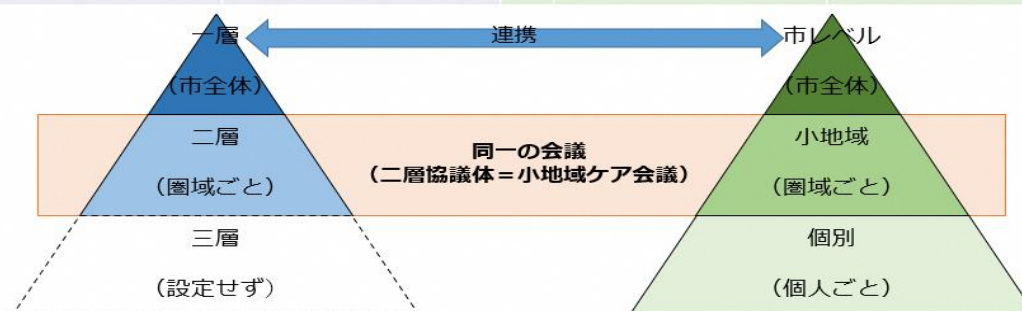 一層
連携
市レベル
(市全体)
(市全体)
二層
同一の会議
小地域
(圏域ごと)
(二層協議体=小地域ケア会議)
(圏域ごと)
三層
個別
(設定せず)
(個人ごと)